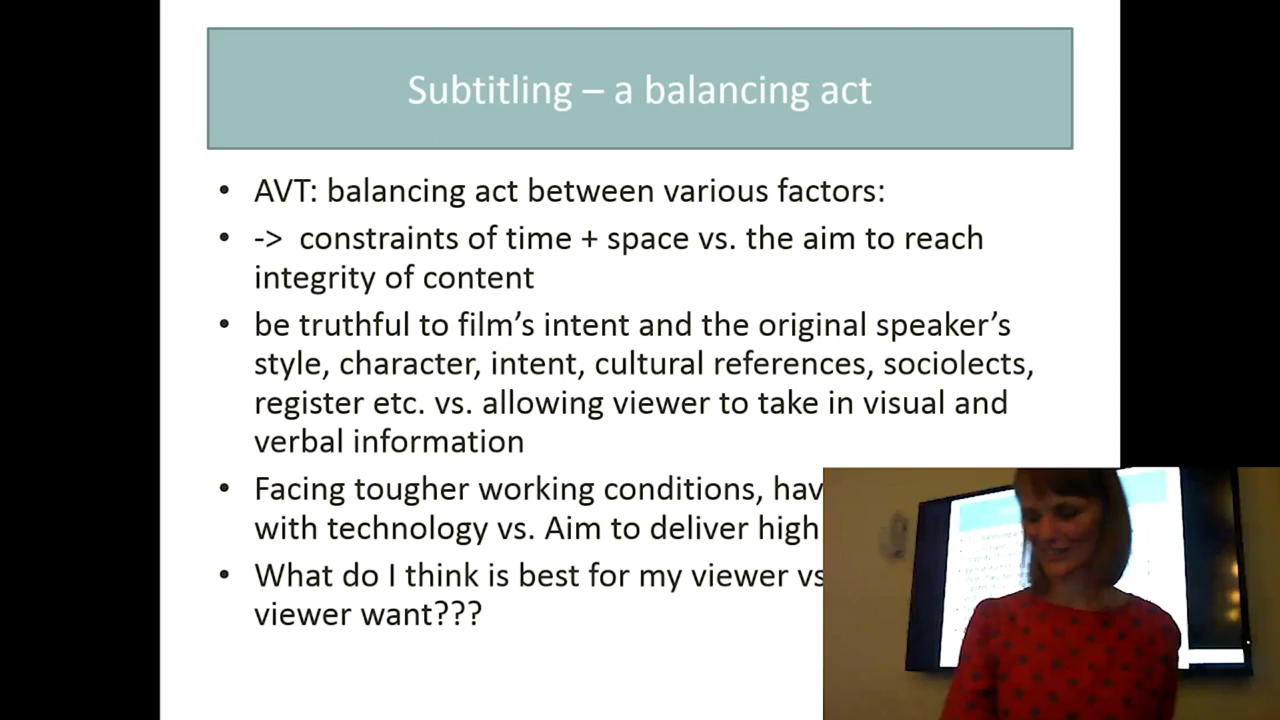 Subtitling – a balancing act
• AVT: balancing act between various factors:
• -> constraints of time + space vs. the aim to reach
integrity of content
• be truthful to film’s intent and the original speaker’s
style, character, intent, cultural references, sociolects,
register etc. vs. allowing viewer to take in visual and
verbal information
• Facing tougher working conditions,
with technology vs. Aim to deliver high
• What do I think is best for my viewer
viewer want???